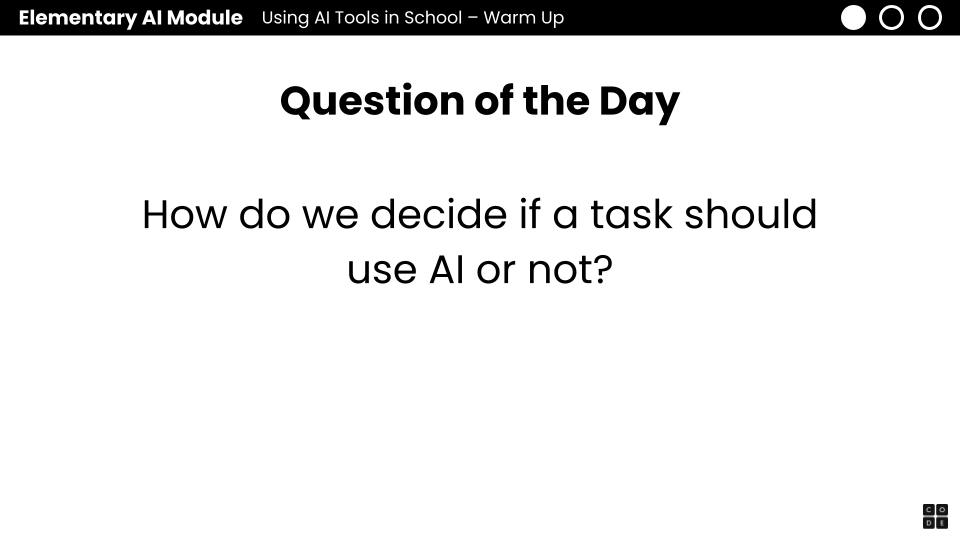 Elementary AI Module Using AI Tools in School – Warm Up
Question of the Day
How do we decide if a task should
use AI or not?
C O
D E